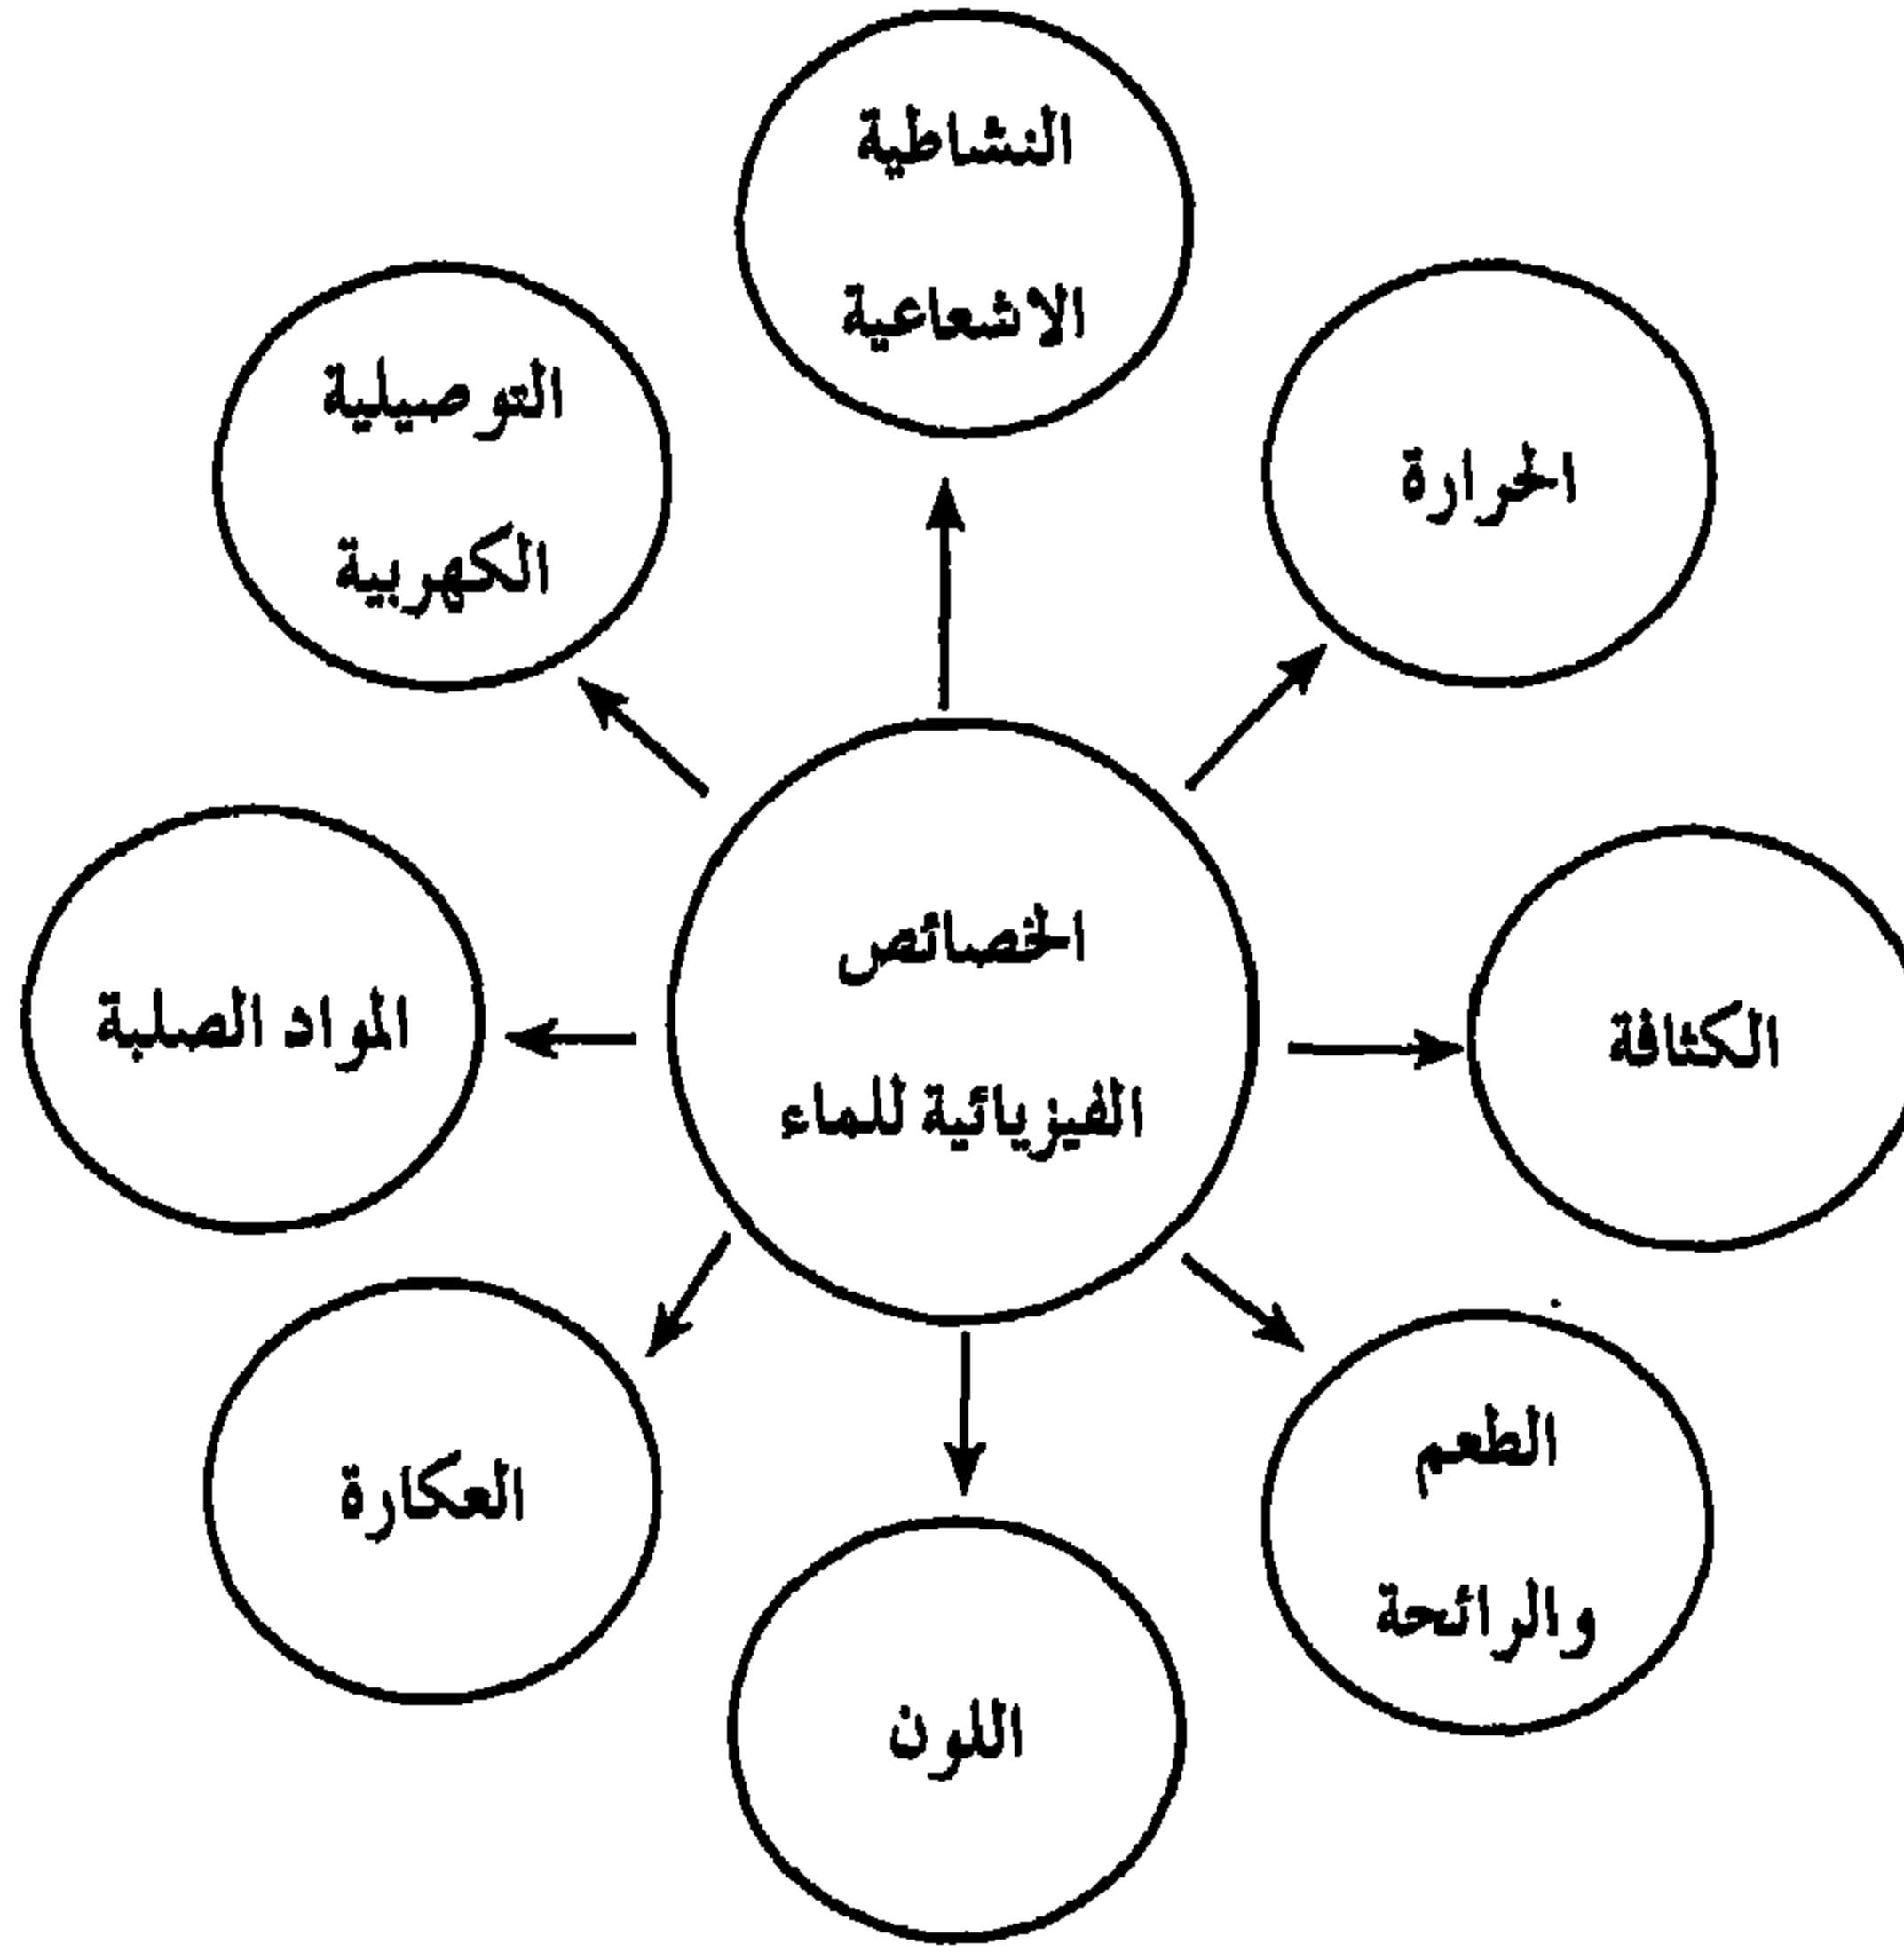 النشاطية
الاشعاعية
الحرارة
التوصيلية
الكهربية
الخصائص
الفيزيائية للماء
الكثافة
المواد الصلبة
الطعم
والرائحة
العكارة
اللون